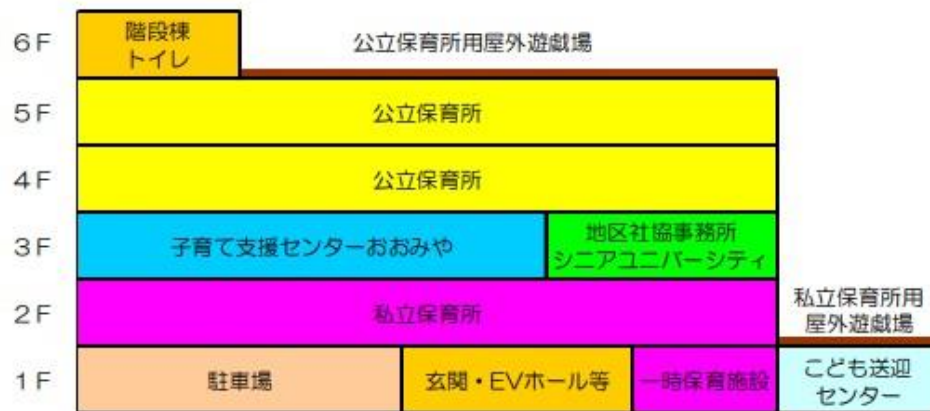 6F
階段棟
トイレ
公立保育所用屋外遊戯場
5F
公立保育所
4F
公立保育所
3F
子育て支援センターおおみや
地区社協事務所
シニアユニバーシティ
2F
私立保育所
私立保育所用
屋外遊戯場
1F
駐車場
玄関・EVホール等
一時保育施設
こども送迎
センター